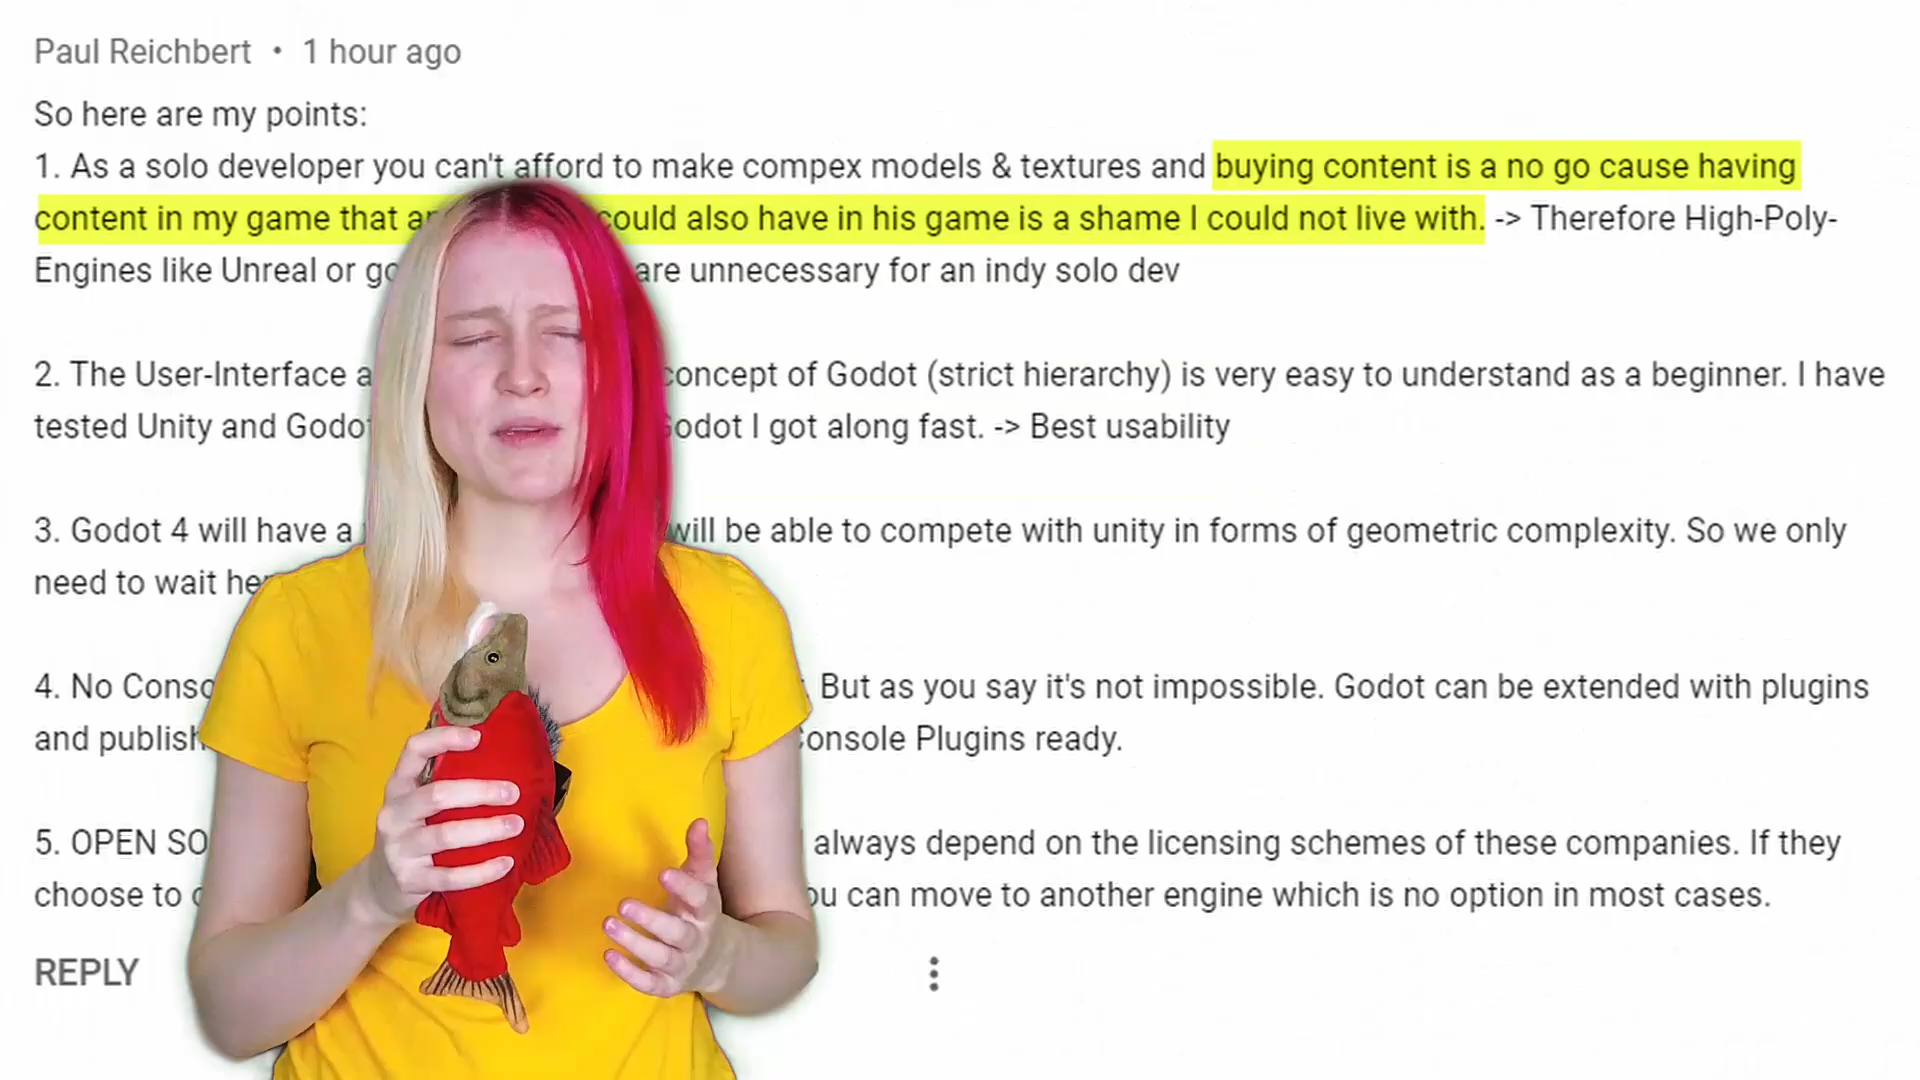 Paul Reichbert • 1 hour ago
So here are my points:
1. As a solo developer you can't afford to make compex models & textures and buying content is a no go cause having
content in my game that could also have in his game is a shame I could not live with. -> Therefore High-Poly-
Engines like Unreal or are unnecessary for an indy solo dev
2. The User-Interface concept of Godot (strict hierarchy) is very easy to understand as a beginner. I have
tested Unity and Godot I got along fast. -> Best usability
3. Godot 4 will have a will be able to compete with unity in forms of geometric complexity. So we only
need to wait
4. No But as you say it's not impossible. Godot can be extended with plugins
and Console Plugins ready.
5. OPEN always depend on the licensing schemes of these companies. If they
choose to you can move to another engine which is no option in most cases.
REPLY